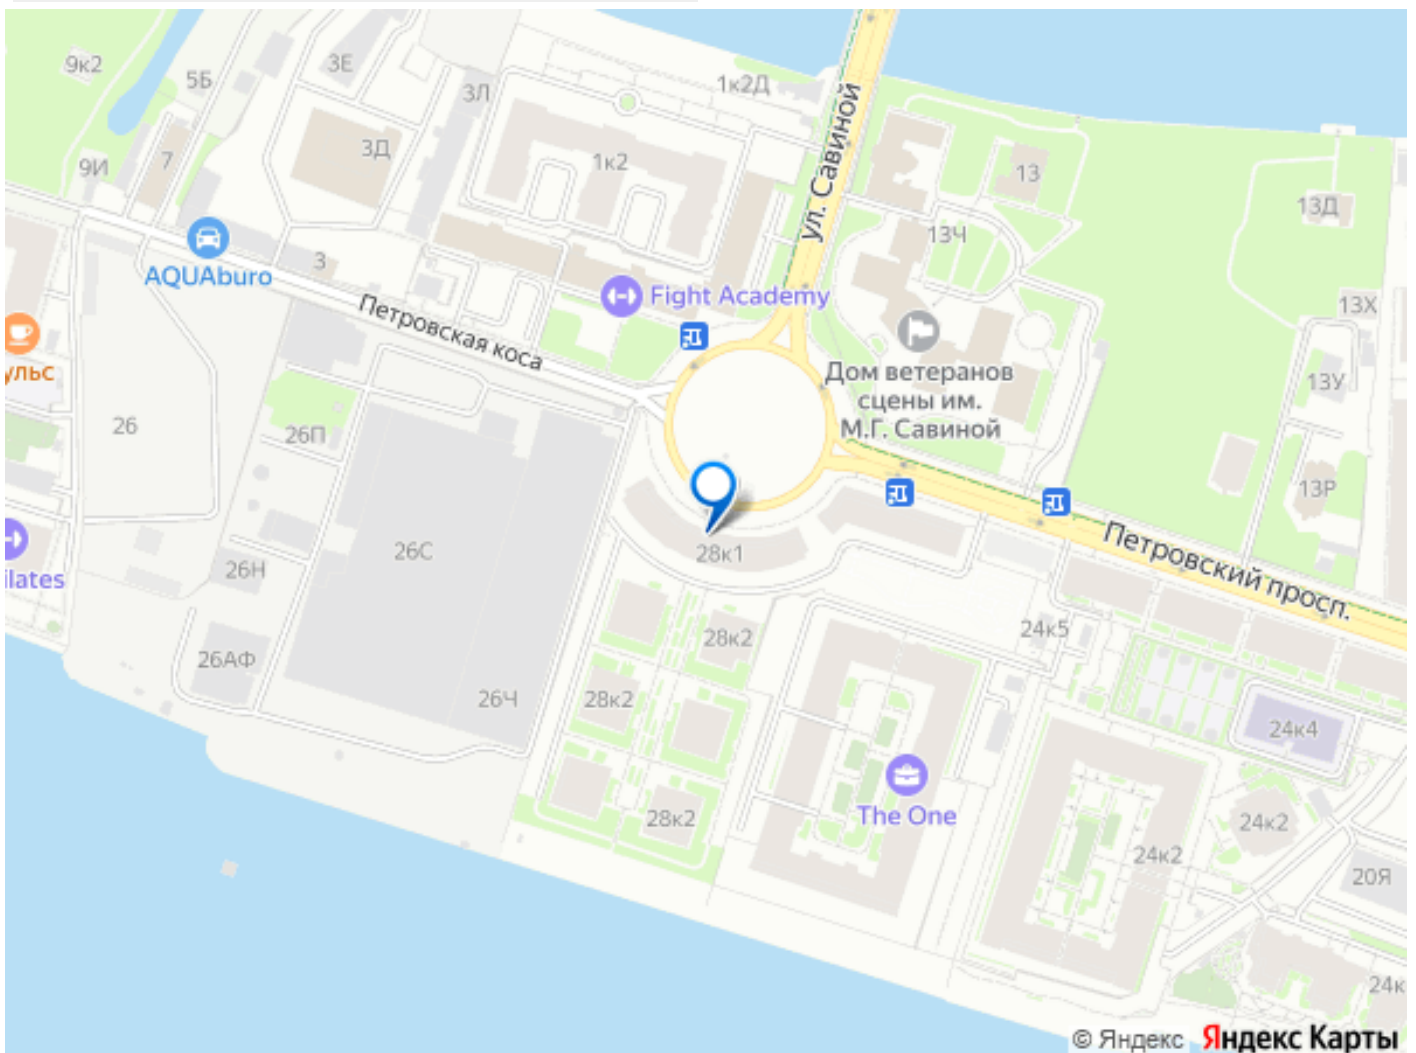 9к2
5Б
3Е
3Л
1к2Д
ул. Савиной
7
9И
3Д
1к2
13
13Д
13Ч
AQUAburo
3
Петровская коса
Fight Academy
13Х
Дом ветеранов
сцены им.
М.Г. Савиной
13У
ульс
26
26П
13Р
26С
28к1
Петровский просп.
26Н
ilates
24к5
28к2
26АФ
26Ч
28к2
24к4
The One
28к2
24к2
24к2
20Я
24к
© Яндекс Яндекс Карты